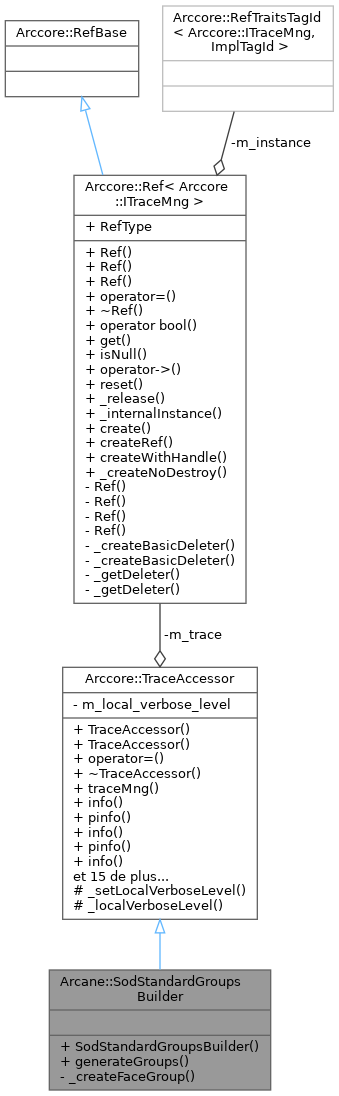 Arccore::RefBase
Arccore::RefTraitsTagId
< Arccore::ITraceMng,
ImplTagId >
-m_instance
Arccore::Ref< Arccore
::ITraceMng >
+ RefType
+ Ref()
+ Ref()
+ Ref()
+ operator=()
+ ~Ref()
+ operator bool()
+ get()
+ isNull()
+ operator->()
+ reset()
+ _release()
+ _internalInstance()
+ create()
+ createRef()
+ createWithHandle()
+ _createNoDestroy()
- Ref()
- Ref()
- Ref()
- Ref()
- _createBasicDeleter()
- _createBasicDeleter()
- _getDeleter()
- _getDeleter()
-m_trace
Arccore::TraceAccessor
- m_local_verbose_level
+ TraceAccessor()
+ TraceAccessor()
+ operator=()
+ ~TraceAccessor()
+ traceMng()
+ info()
+ pinfo()
+ info()
+ pinfo()
+ info()
et 15 de plus...
# _setLocalVerboseLevel()
# _localVerboseLevel()
Arcane::SodStandardGroups
Builder
+ SodStandardGroupsBuilder()
+ generateGroups()
- _createFaceGroup()